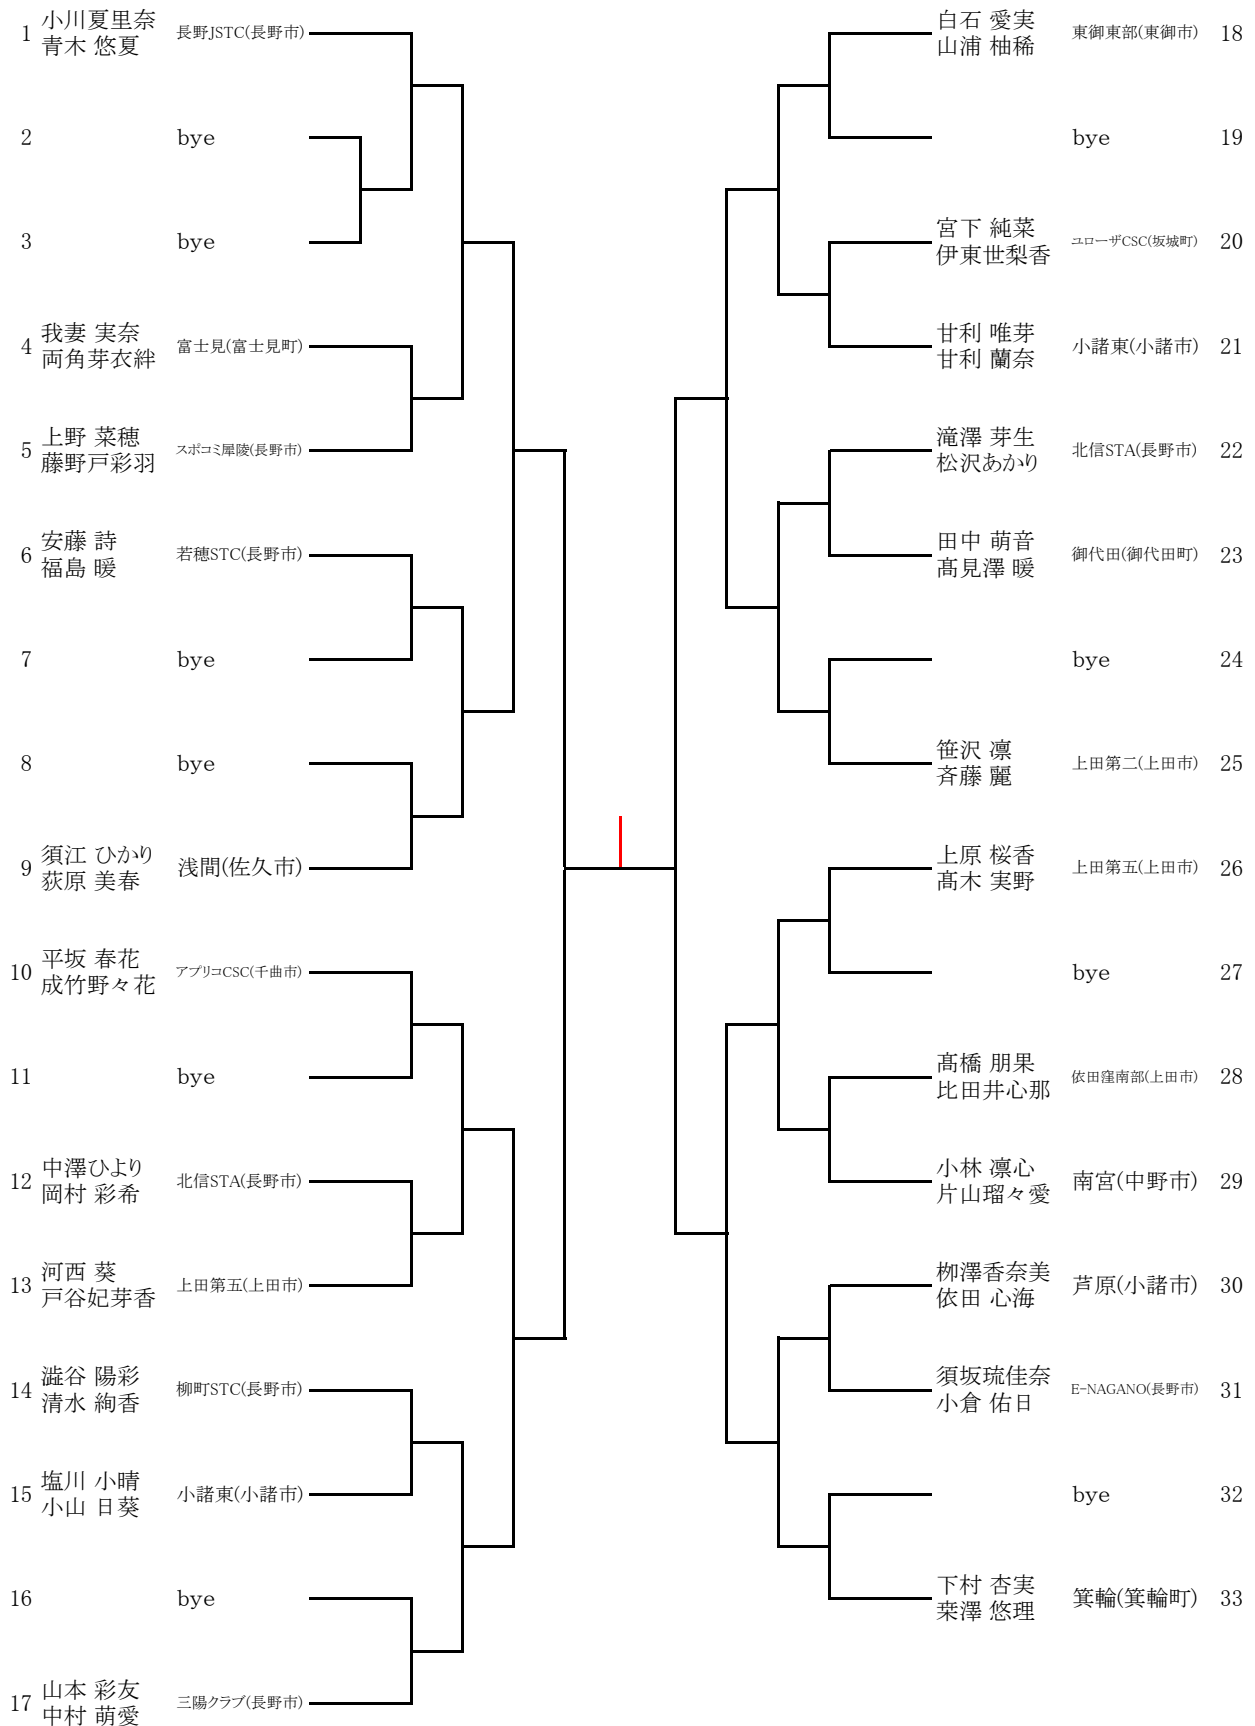 1 小川夏里奈 長野JSTC(長野市)
青木 悠夏
2 bye
3 bye
4 我妻 実奈 富士見(富士見町)
両角芽衣絆
5 上野 菜穂 スポコミ犀陵(長野市)
藤野戸彩羽
6 安藤 詩 若穂STC(長野市)
福島 暖
7 bye
8 bye
9 須江 ひかり 浅間(佐久市)
荻原 美春
10 平坂 春花 アプリコCSC(千曲市)
成竹野々花
11 bye
12 中澤ひより 北信STA(長野市)
岡村 彩希
13 河西 葵 上田第五(上田市)
戸谷妃芽香
14 澁谷 陽彩 柳町STC(長野市)
清水 絢香
15 塩川 小晴 小諸東(小諸市)
小山 日葵
16 bye
17 山本 彩友 三陽クラブ(長野市)
中村 萌愛
白石 愛実 東御東部(東御市) 18
山浦 柚稀
bye 19
宮下 純菜 ユローザCSC(坂城町) 20
伊東世梨香
甘利 唯芽 小諸東(小諸市) 21
甘利 蘭奈
滝澤 芽生 北信STA(長野市) 22
松沢あかり
田中 萌音 御代田(御代田町) 23
髙見澤 暖
bye 24
笹沢 凛 上田第二(上田市) 25
斉藤 麗
上原 桜香 上田第五(上田市) 26
髙木 実野
bye 27
髙橋 朋果 依田窪南部(上田市) 28
比田井心那
小林 凛心 南宮(中野市) 29
片山瑠々愛
栁澤香奈美 芦原(小諸市) 30
依田 心海
須坂琉佳奈 E-NAGANO(長野市) 31
小倉 佑日
bye 32
下村 杏実 箕輪(箕輪町) 33
桒澤 悠理